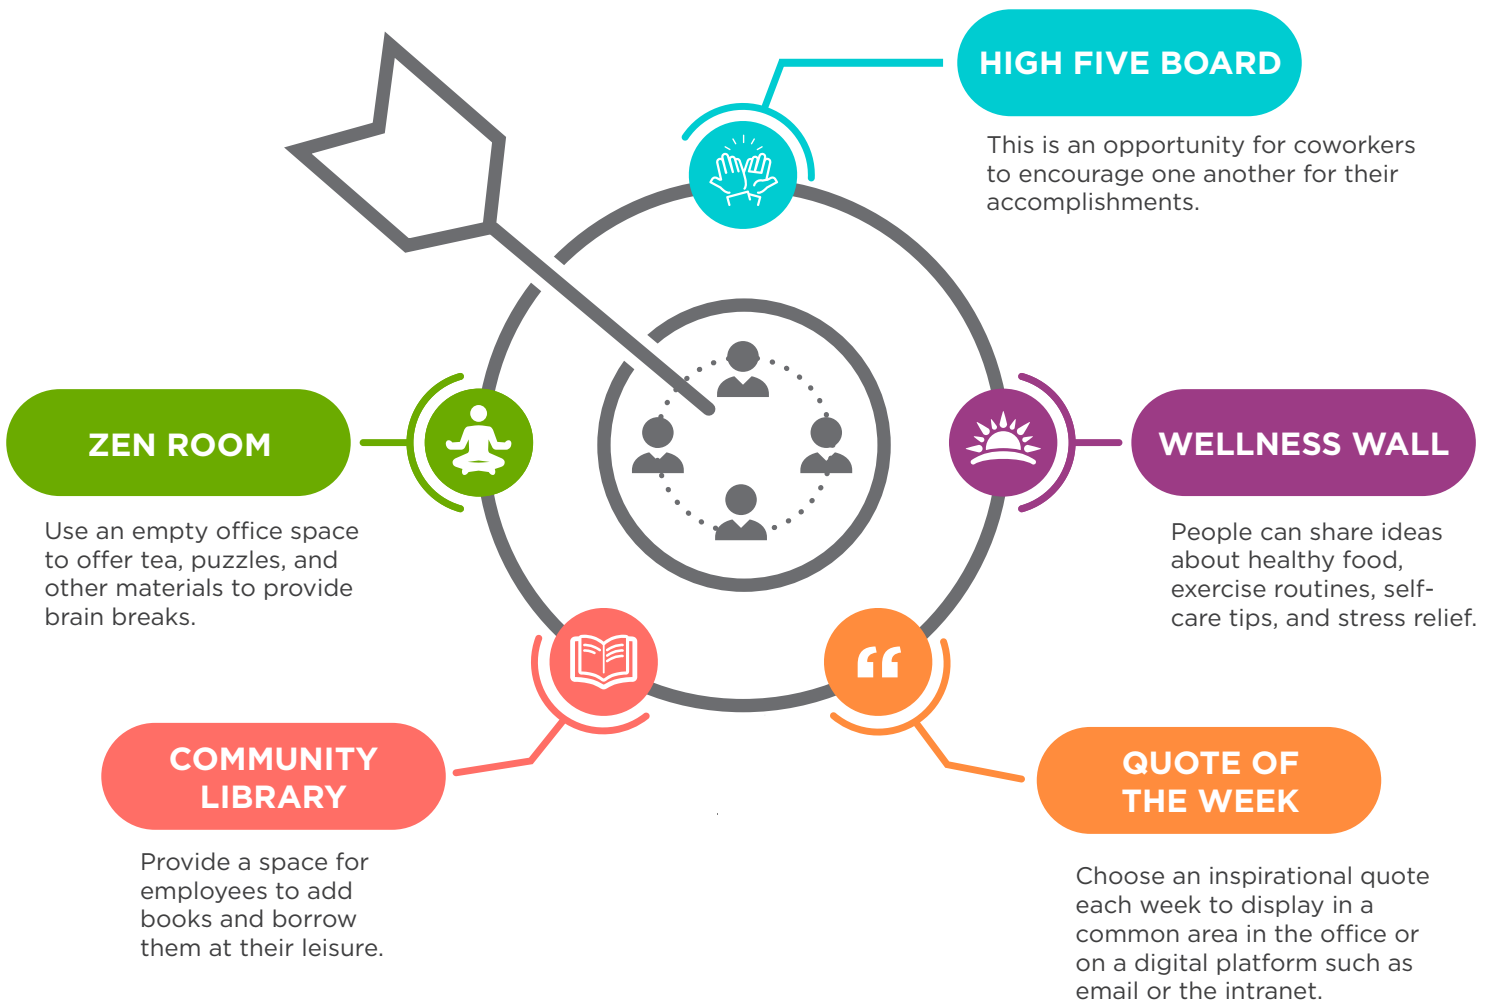 HIGH FIVE BOARD
This is an opportunity for coworkers
to encourage one another for their
accomplishments.
ZEN ROOM
Use an empty office space
to offer tea, puzzles, and
other materials to provide
brain breaks.
WELLNESS WALL
People can share ideas
about healthy food,
exercise routines, self-
care tips, and stress relief.
COMMUNITY
LIBRARY
Provide a space for
employees to add
books and borrow
them at their leisure.
QUOTE OF
THE WEEK
Choose an inspirational quote
each week to display in a
common area in the office or
on a digital platform such as
email or the intranet.